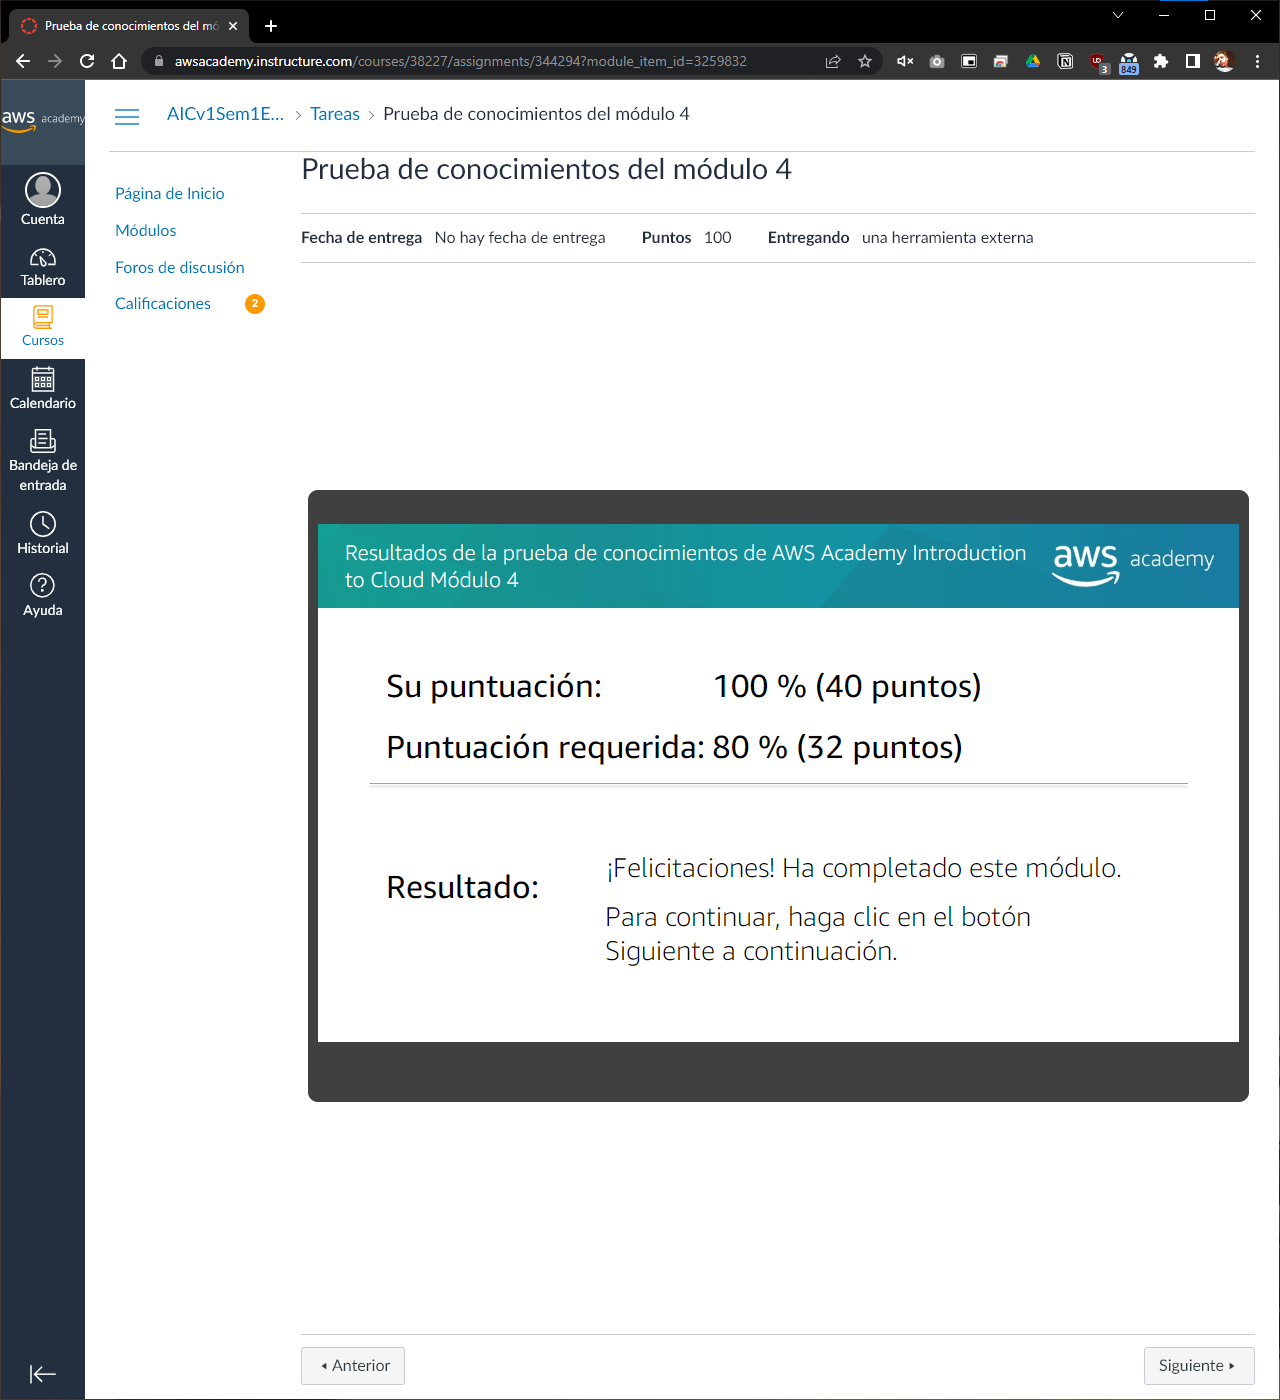 Prueba de conocimientos del mó
awsacademy.instructure.com/courses/38227/assignments/344294?module_item_id=3259832
3
849
aws academy
AICv1Sem1E... > Tareas > Prueba de conocimientos del módulo 4
Cuenta
Tablero
Cursos
Calendario
Bandeja de
entrada
Historial
Ayuda
Página de Inicio
Módulos
Foros de discusión
Calificaciones 2
Prueba de conocimientos del módulo 4
Fecha de entrega No hay fecha de entrega Puntos 100 Entregando una herramienta externa
Resultados de la prueba de conocimientos de AWS Academy Introduction
to Cloud Módulo 4
aws academy
Su puntuación: 100 % (40 puntos)
Puntuación requerida: 80 % (32 puntos)
Resultado:
¡Felicitaciones! Ha completado este módulo.
Para continuar, haga clic en el botón
Siguiente a continuación.
Anterior
Siguiente